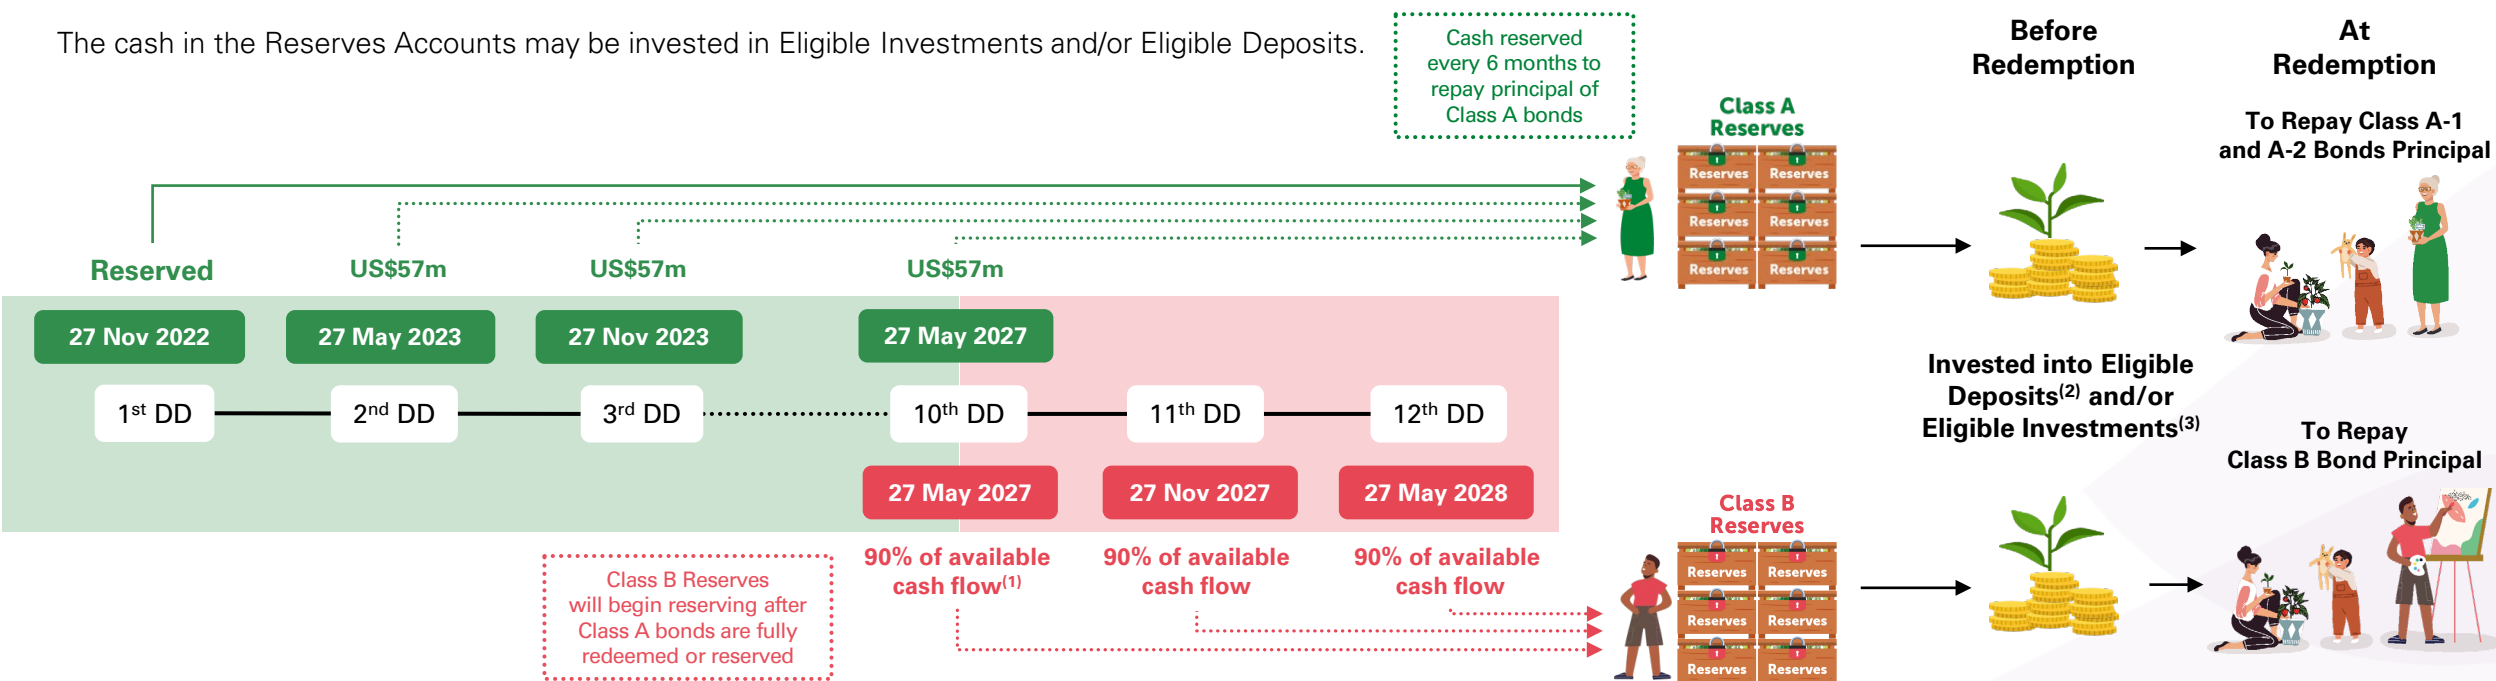 The cash in the Reserves Accounts may be invested in Eligible Investments and/or Eligible Deposits.
Cash reserved
every 6 months to
repay principal of
Class A bonds
Before
Redemption
At
Redemption
Class A
Reserves
To Repay Class A-1
and A-2 Bonds Principal
Reserves Reserves
Reserves Reserves
Reserves Reserves
Reserved
US$57m
US$57m
US$57m
27 Nov 2022
27 May 2023
27 Nov 2023
27 May 2027
1st DD
2nd DD
3rd DD
10th DD
11th DD
12th DD
Invested into Eligible
Deposits(2) and/or
Eligible Investments(3)
27 May 2027
27 Nov 2027
27 May 2028
To Repay
Class B Bond Principal
Class B Reserves
will begin reserving after
Class A bonds are fully
redeemed or reserved
90% of available
cash flow(1)
90% of available
cash flow
90% of available
cash flow
Class B
Reserves
Reserves Reserves
Reserves Reserves
Reserves Reserves